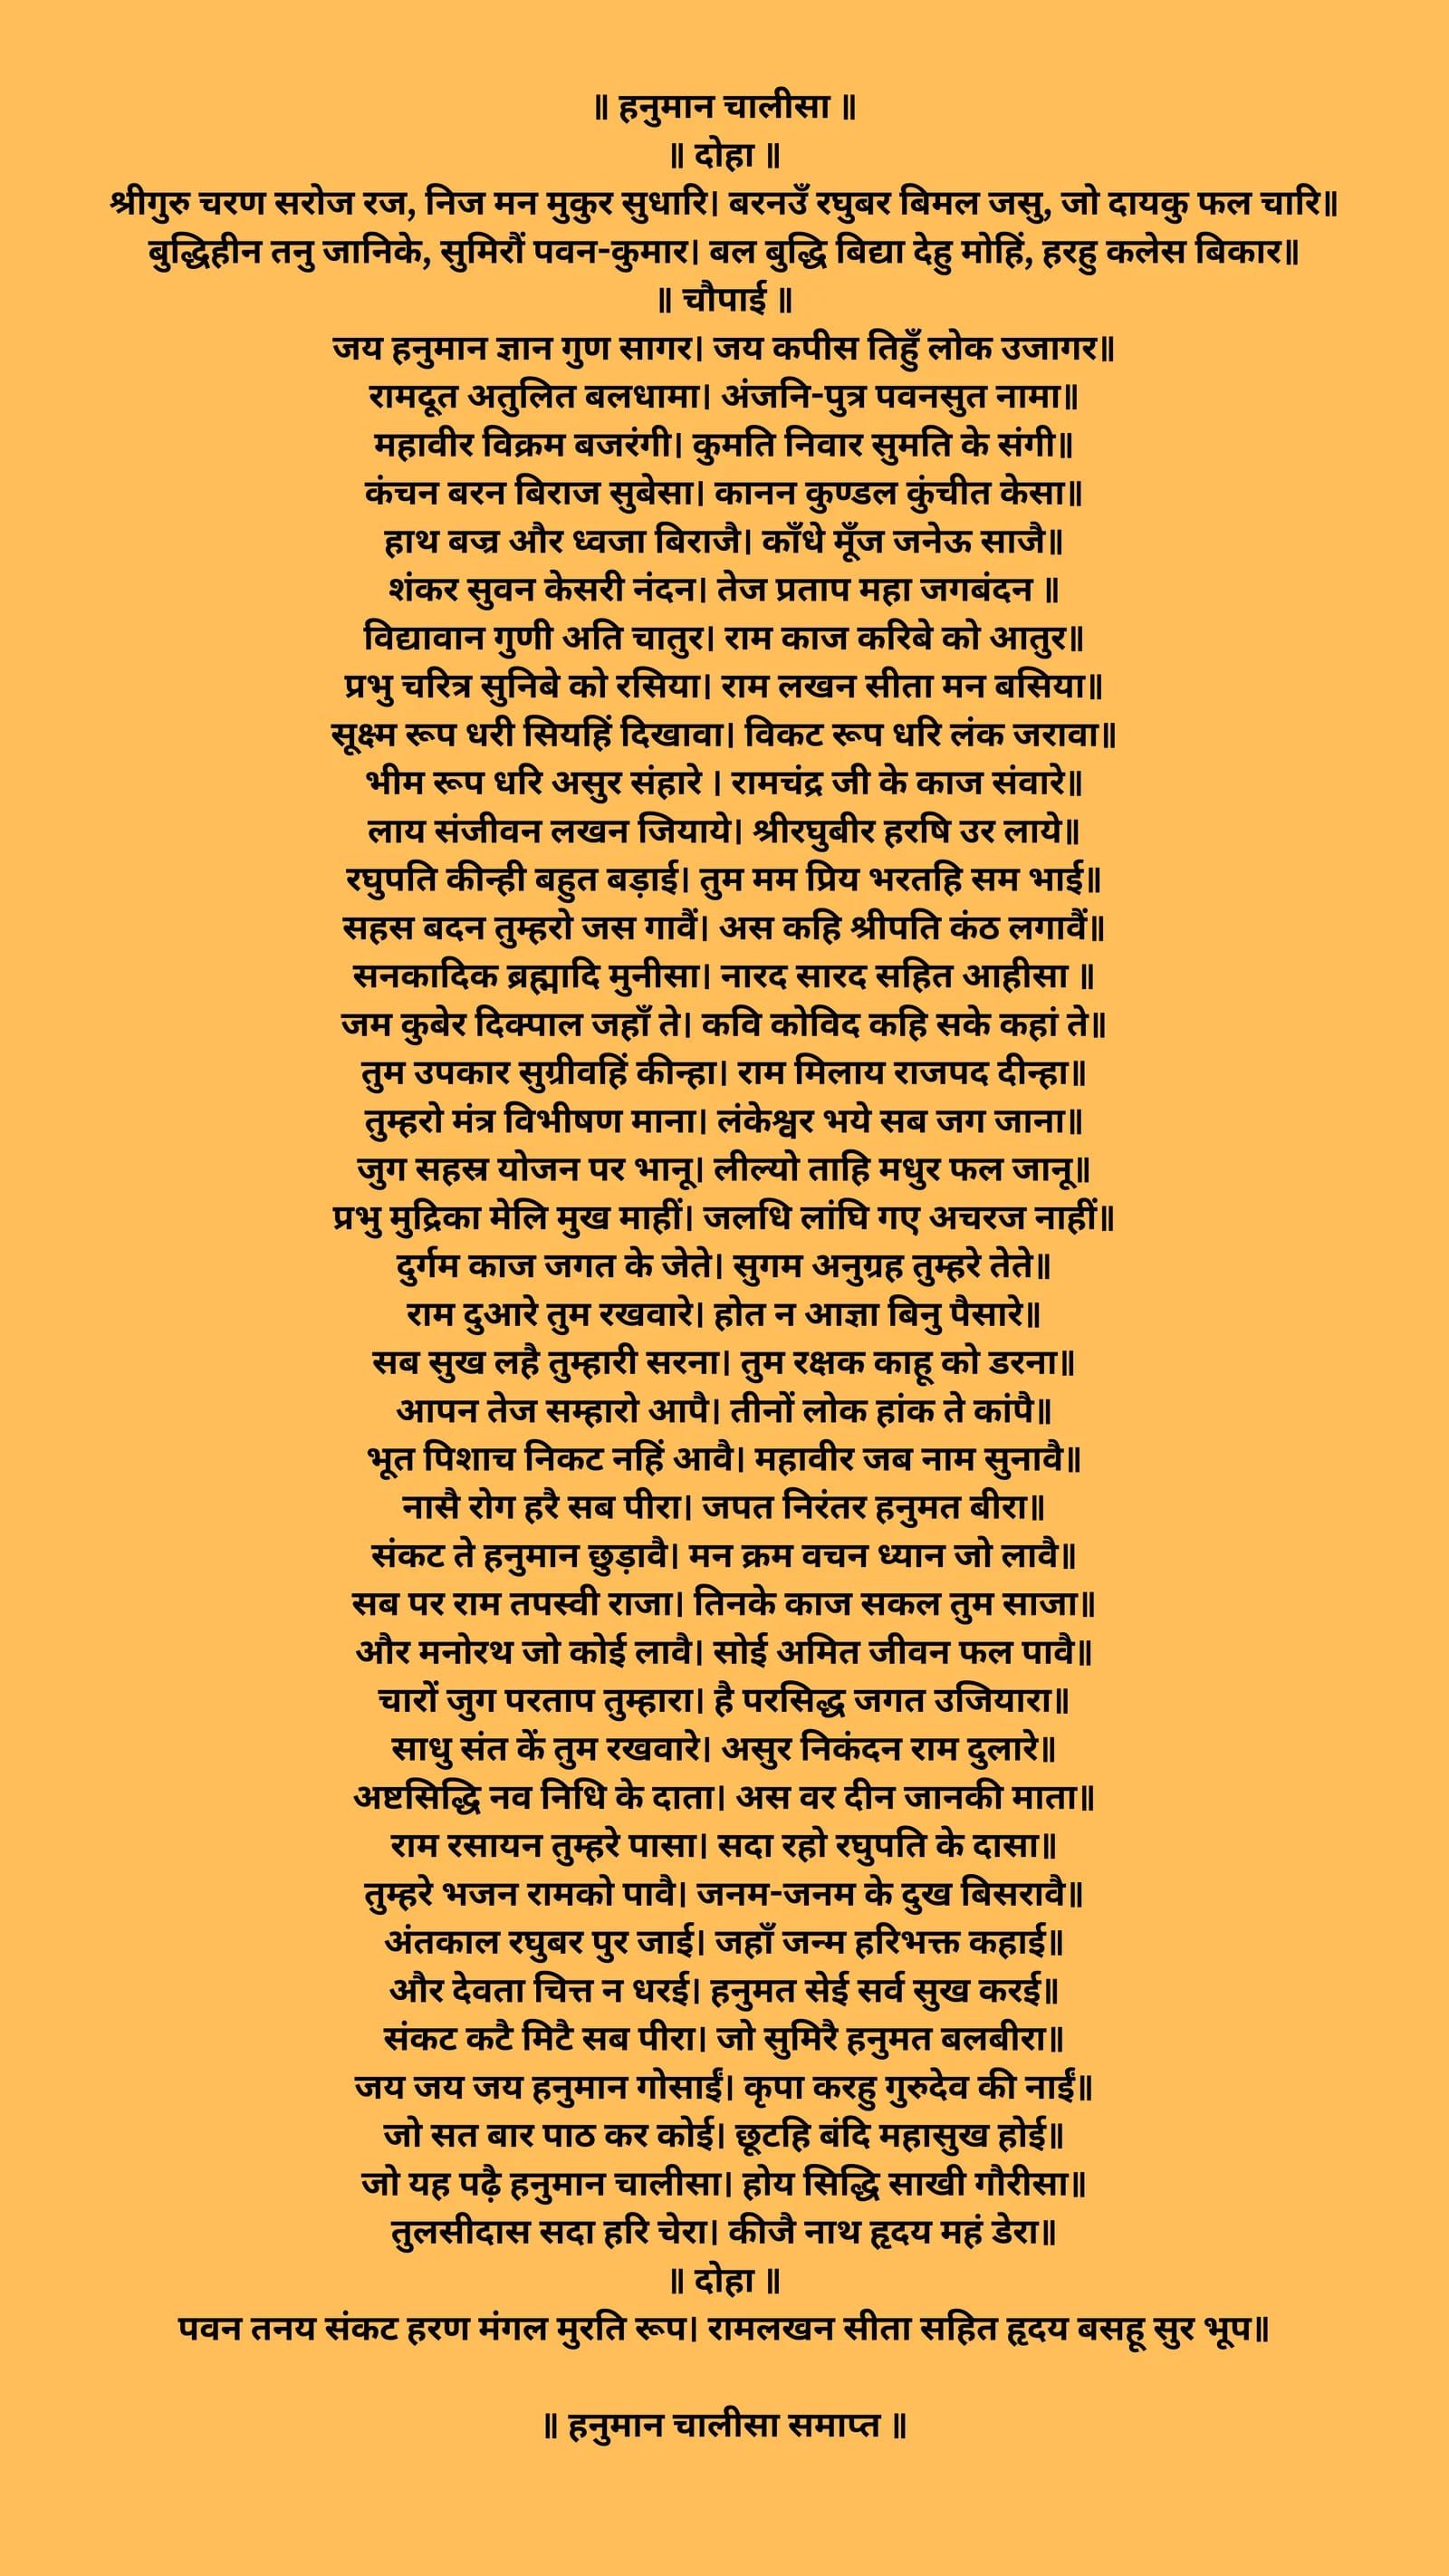 ॥ हनुमान चालीसा ॥
॥ दोहा ॥
श्रीगुरु चरण सरोज रज, निज मन मुकुर सुधारि। बरनउँ रघुबर बिमल जसु, जो दायकु फल चारि॥
बुद्धिहीन तनु जानिके, सुमिरौं पवन-कुमार। बल बुद्धि बिद्या देहु मोहिं, हरहु कलेस बिकार॥
॥ चौपाई ॥
जय हनुमान ज्ञान गुण सागर। जय कपीस तिहुँ लोक उजागर॥
रामदूत अतुलित बलधामा। अंजनि-पुत्र पवनसुत नामा॥
महावीर विक्रम बजरंगी। कुमति निवार सुमति के संगी॥
कंचन बरन बिराज सुबेसा। कानन कुण्डल कुंचीत केसा॥
हाथ बज्र और ध्वजा बिराजै। काँधे मूँज जनेऊ साजै॥
शंकर सुवन केसरी नंदन। तेज प्रताप महा जगबंदन ॥
विद्यावान गुणी अति चातुर। राम काज करिबे को आतुर॥
प्रभु चरित्र सुनिबे को रसिया। राम लखन सीता मन बसिया॥
सूक्ष्म रूप धरी सियहिं दिखावा। विकट रूप धरि लंक जरावा॥
भीम रूप धरि असुर संहारे । रामचंद्र जी के काज संवारे॥
लाय संजीवन लखन जियाये। श्रीरघुबीर हरषि उर लाये॥
रघुपति कीन्ही बहुत बड़ाई। तुम मम प्रिय भरतहि सम भाई॥
सहस बदन तुम्हरो जस गावैं। अस कहि श्रीपति कंठ लगावैं॥
सनकादिक ब्रह्मादि मुनीसा। नारद सारद सहित आहीसा ॥
जम कुबेर दिक्पाल जहाँ ते। कवि कोविद कहि सके कहां ते॥
तुम उपकार सुग्रीवहिं कीन्हा। राम मिलाय राजपद दीन्हा॥
तुम्हरो मंत्र विभीषण माना। लंकेश्वर भये सब जग जाना॥
जुग सहस्र योजन पर भानू। लील्यो ताहि मधुर फल जानू॥
प्रभु मुद्रिका मेलि मुख माहीं। जलधि लांघि गए अचरज नाहीं॥
दुर्गम काज जगत के जेते। सुगम अनुग्रह तुम्हरे तेते॥
राम दुआरे तुम रखवारे। होत न आज्ञा बिनु पैसारे॥
सब सुख लहै तुम्हारी सरना। तुम रक्षक काहू को डरना॥
आपन तेज सम्हारो आपै। तीनों लोक हांक ते कांपै॥
भूत पिशाच निकट नहिं आवै। महावीर जब नाम सुनावै॥
नासै रोग हरै सब पीरा। जपत निरंतर हनुमत बीरा॥
संकट ते हनुमान छुड़ावै। मन क्रम वचन ध्यान जो लावै॥
सब पर राम तपस्वी राजा। तिनके काज सकल तुम साजा॥
और मनोरथ जो कोई लावै। सोई अमित जीवन फल पावै॥
चारों जुग परताप तुम्हारा। है परसिद्ध जगत उजियारा॥
साधु संत कें तुम रखवारे। असुर निकंदन राम दुलारे॥
अष्टसिद्धि नव निधि के दाता। अस वर दीन जानकी माता॥
राम रसायन तुम्हरे पासा। सदा रहो रघुपति के दासा॥
तुम्हरे भजन रामको पावै। जनम-जनम के दुख बिसरावै॥
अंतकाल रघुबर पुर जाई। जहाँ जन्म हरिभक्त कहाई॥
और देवता चित्त न धरई। हनुमत सेई सर्व सुख करई॥
संकट कटै मिटै सब पीरा। जो सुमिरै हनुमत बलबीरा॥
जय जय जय हनुमान गोसाईं। कृपा करहु गुरुदेव की नाईं॥
जो सत बार पाठ कर कोई। छूटहि बंदि महासुख होई॥
जो यह पढ़ै हनुमान चालीसा। होय सिद्धि साखी गौरीसा॥
तुलसीदास सदा हरि चेरा। कीजै नाथ हृदय महं डेरा॥
॥ दोहा ॥
पवन तनय संकट हरण मंगल मुरति रूप। रामलखन सीता सहित हृदय बसहू सुर भूप॥
॥ हनुमान चालीसा समाप्त ॥